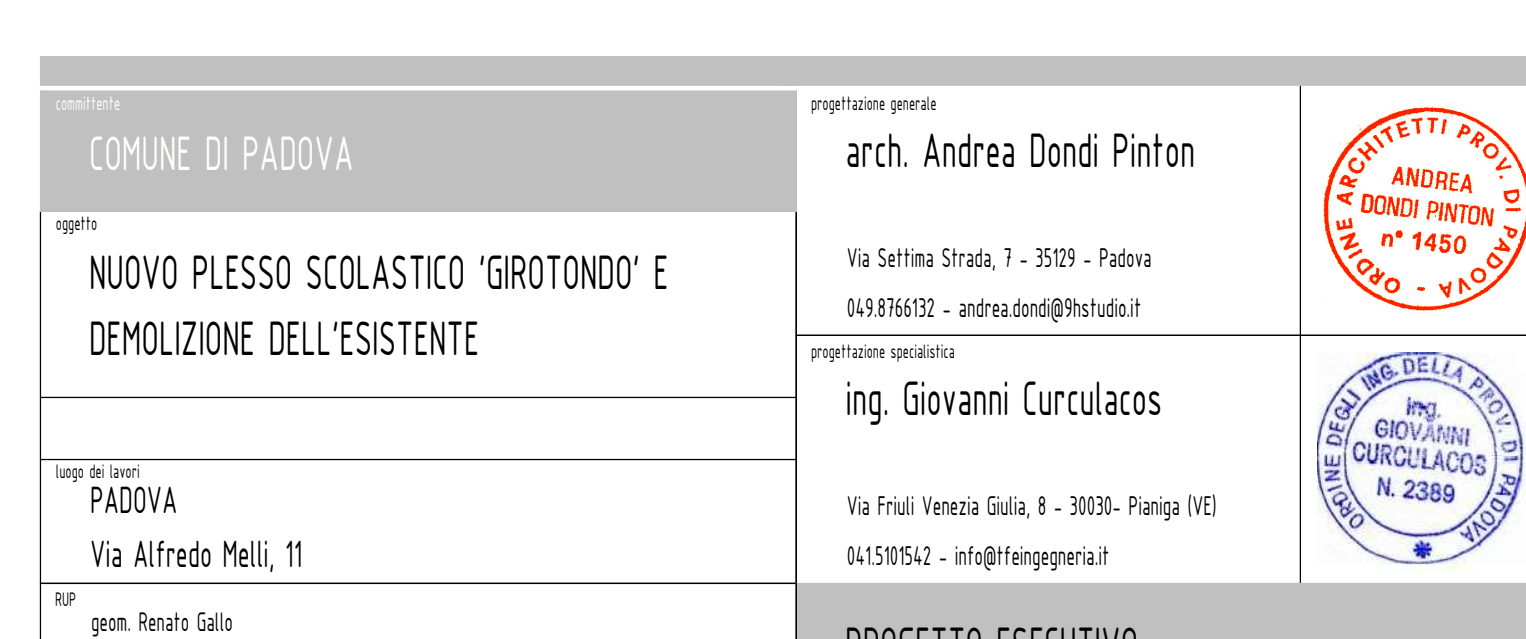 committente
COMUNE DI PADOVA
oggetto
NUOVO PLESSO SCOLASTICO 'GIROTONDO' E
DEMOLIZIONE DELL'ESISTENTE
luogo dei lavori
PADOVA
Via Alfredo Melli, 11
RUP
geom. Renato Gallo
progettazione generale
arch. Andrea Dondi Pinton
Via Settima Strada, 7 - 35129 - Padova
049.8766132 - andrea.dondi@9hstudio.it
ORDINE ARCHITETTI PROV. DI PADOVA -
ANDREA
DONDI PINTON
n° 1450
progettazione specialistica
ing. Giovanni Curculacos
Via Friuli Venezia Giulia, 8 - 30030- Pianiga (VE)
041.5101542 - info@tfeingegneria.it
ORDINE DEGLI ING. DELLA PROV. DI PADOVA
ing.
GIOVANNI
CURCULACOS
N. 2389
PROGETTO ESECUTIVO